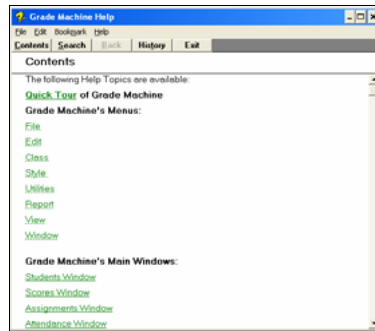 Grade Machine Help
File Edit Bookmark Help
Contents Search Back History Exit
Contents
The following Help Topics are available:
Quick Tour of Grade Machine
Grade Machine's Menus:
File
Edit
Class
Style
Utilities
Report
View
Window
Grade Machine's Main Windows:
Students Window
Scores Window
Assignments Window
Attendance Window